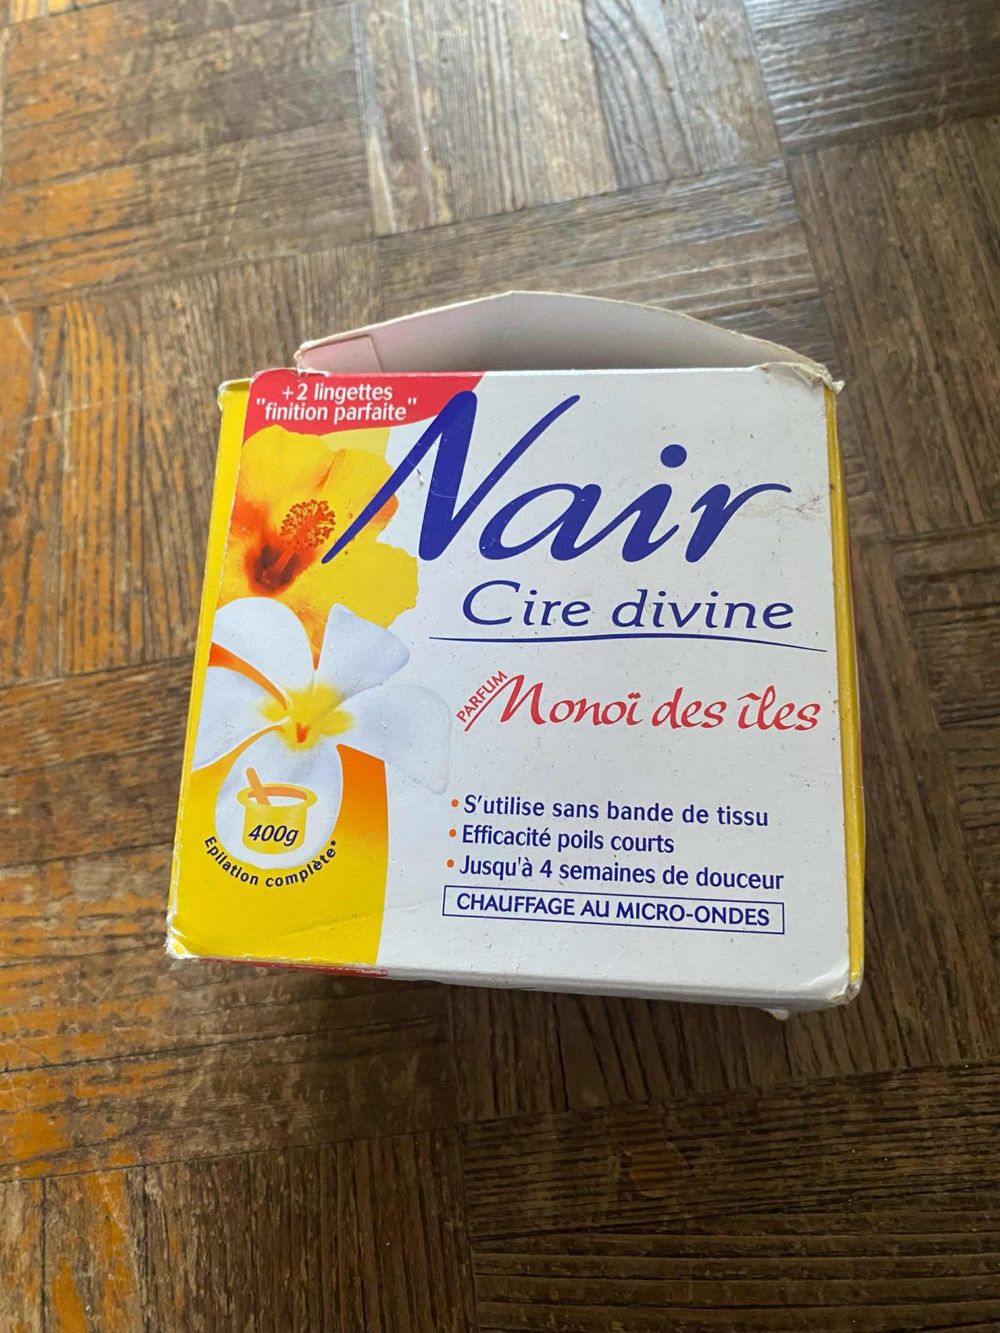 +2 lingettes
"finition parfaite"
Nair
Cire divine
PARFUM
Monoï des îles
400g
Epilation complète*
• S'utilise sans bande de tissu
• Efficacité poils courts
• Jusqu'à 4 semaines de douceur
CHAUFFAGE AU MICRO-ONDES